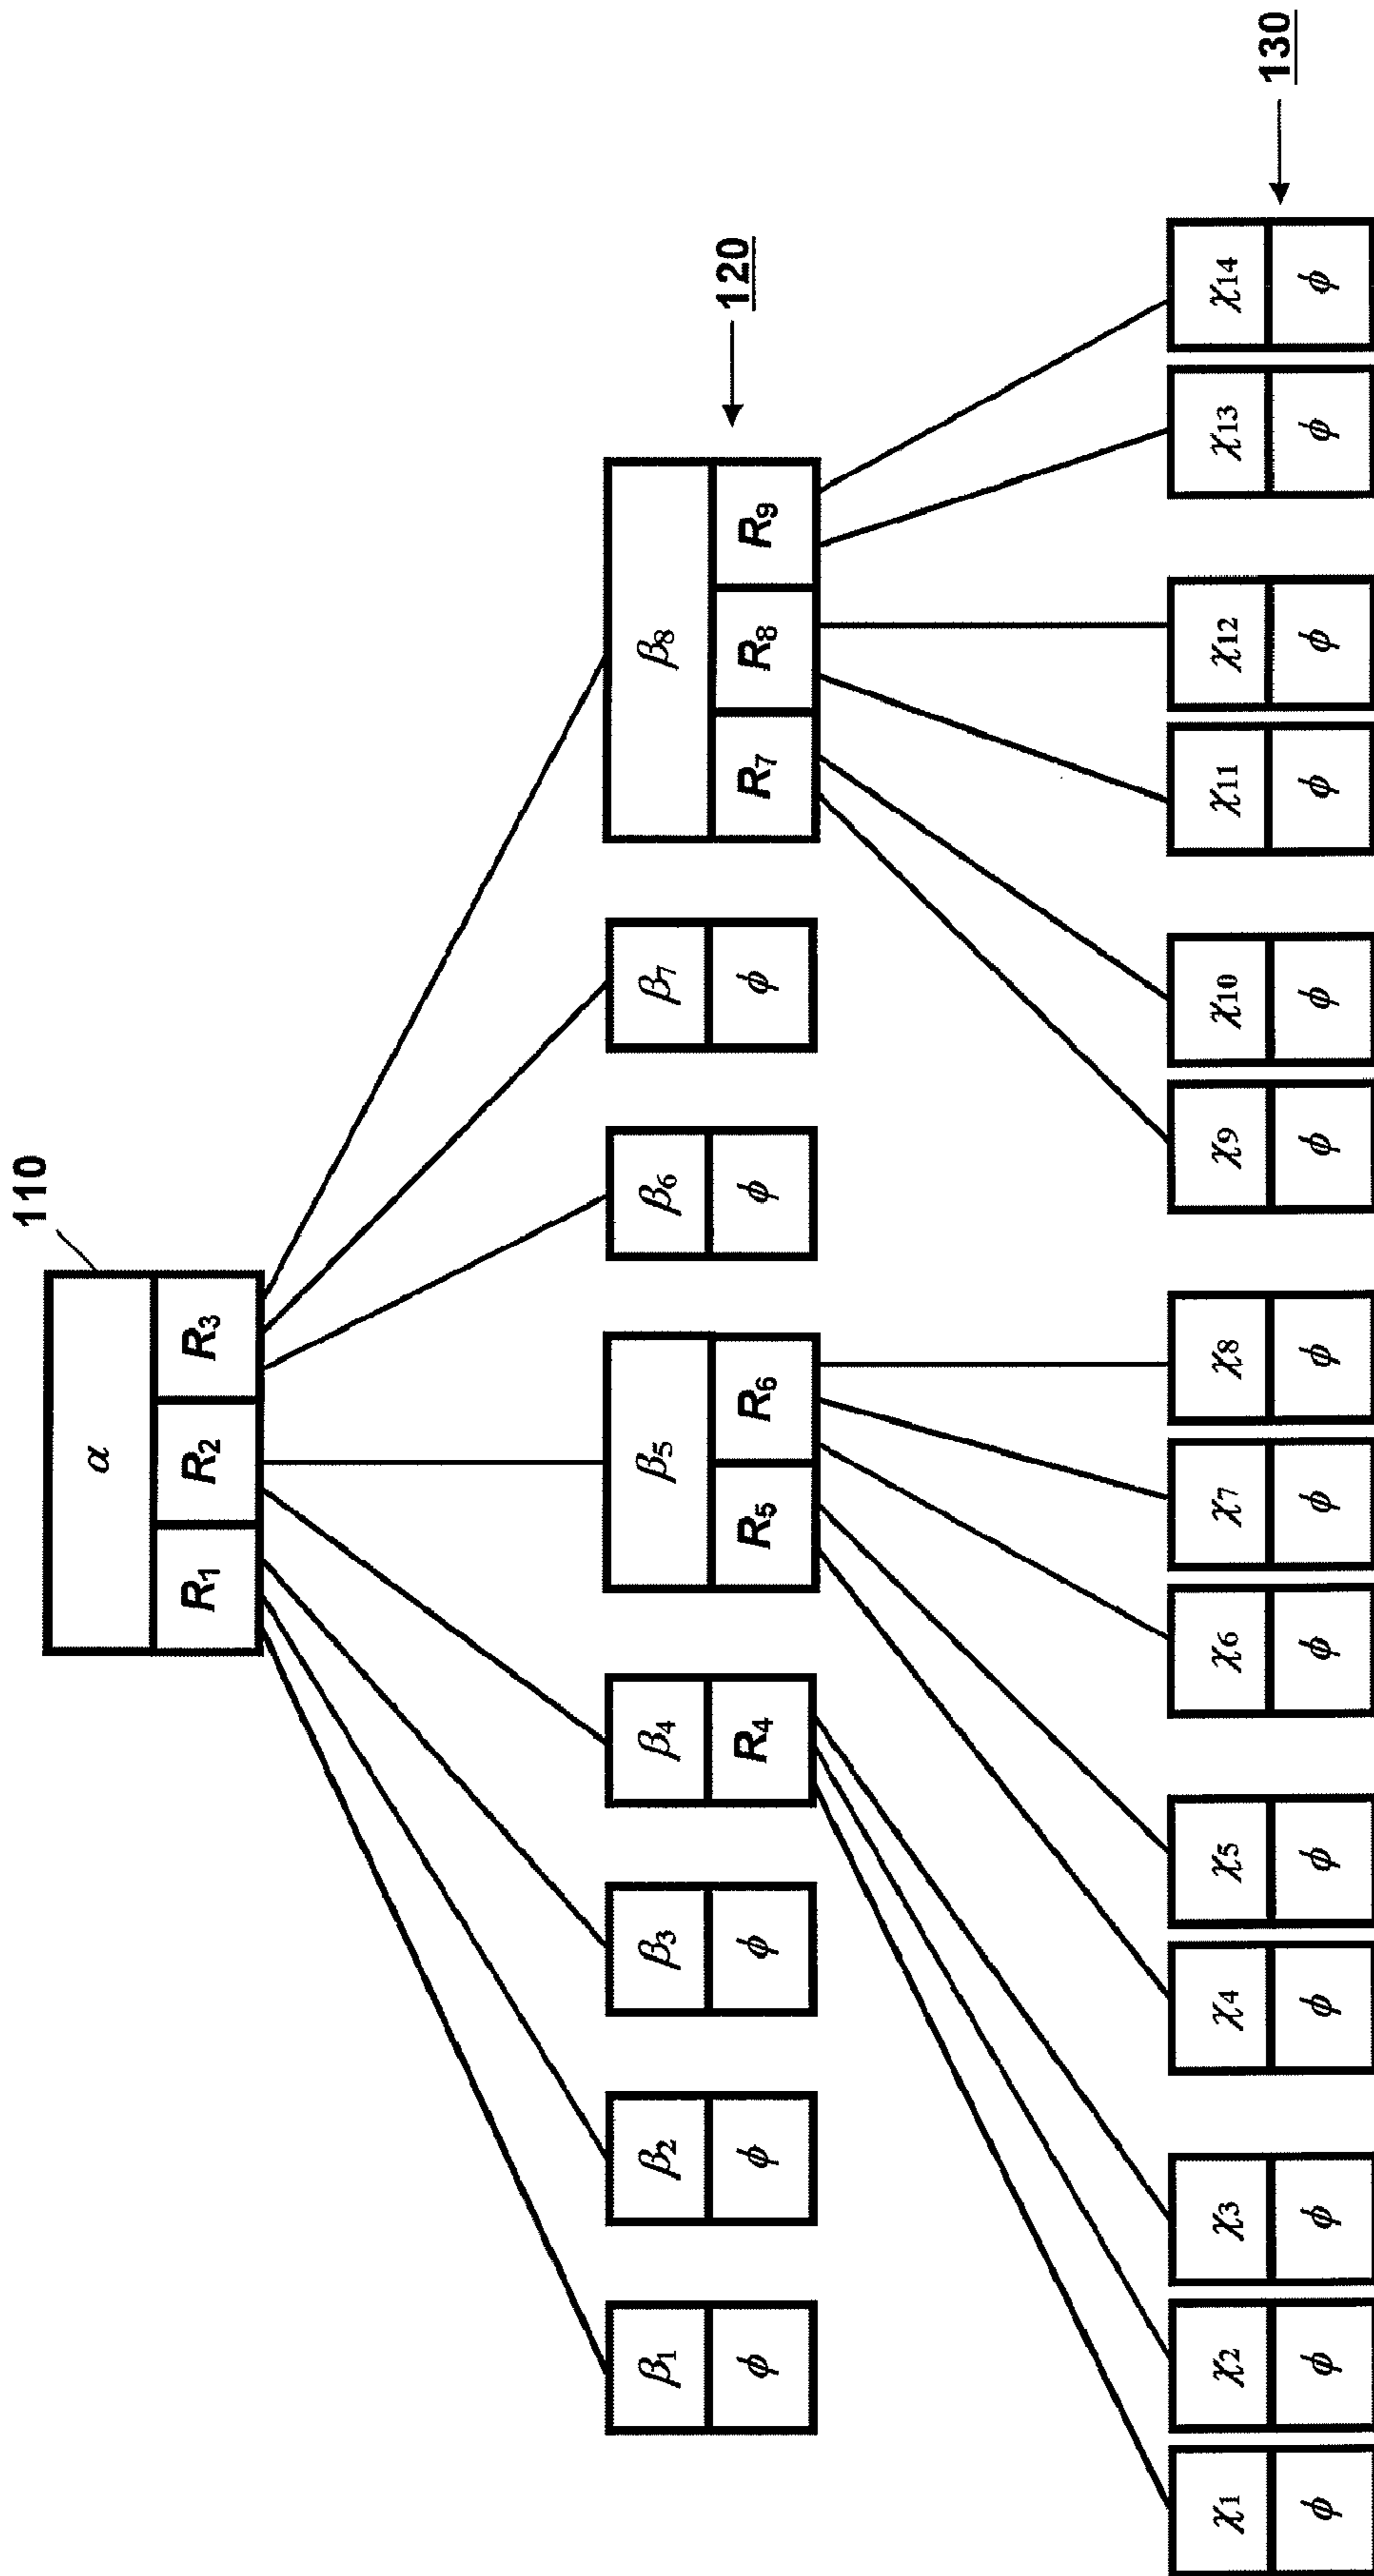 110
α
R1 R2 R3
120
β1 β2 β3 β4 β5 β6 β7 β8
ϕ ϕ ϕ R4 R5 R6 ϕ ϕ R7 R8 R9
130
χ1 χ2 χ3 χ4 χ5 χ6 χ7 χ8 χ9 χ10 χ11 χ12 χ13 χ14
ϕ ϕ ϕ ϕ ϕ ϕ ϕ ϕ ϕ ϕ ϕ ϕ ϕ ϕ